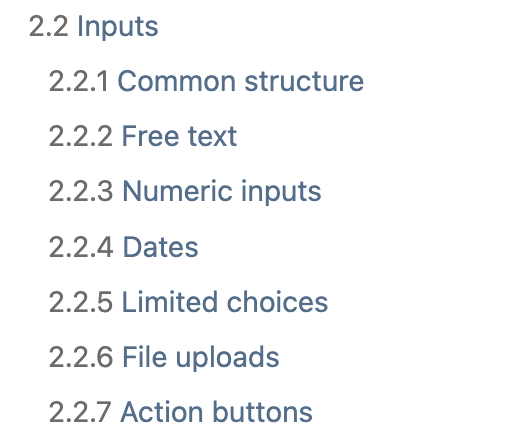 2.2 Inputs
2.2.1 Common structure
2.2.2 Free text
2.2.3 Numeric inputs
2.2.4 Dates
2.2.5 Limited choices
2.2.6 File uploads
2.2.7 Action buttons